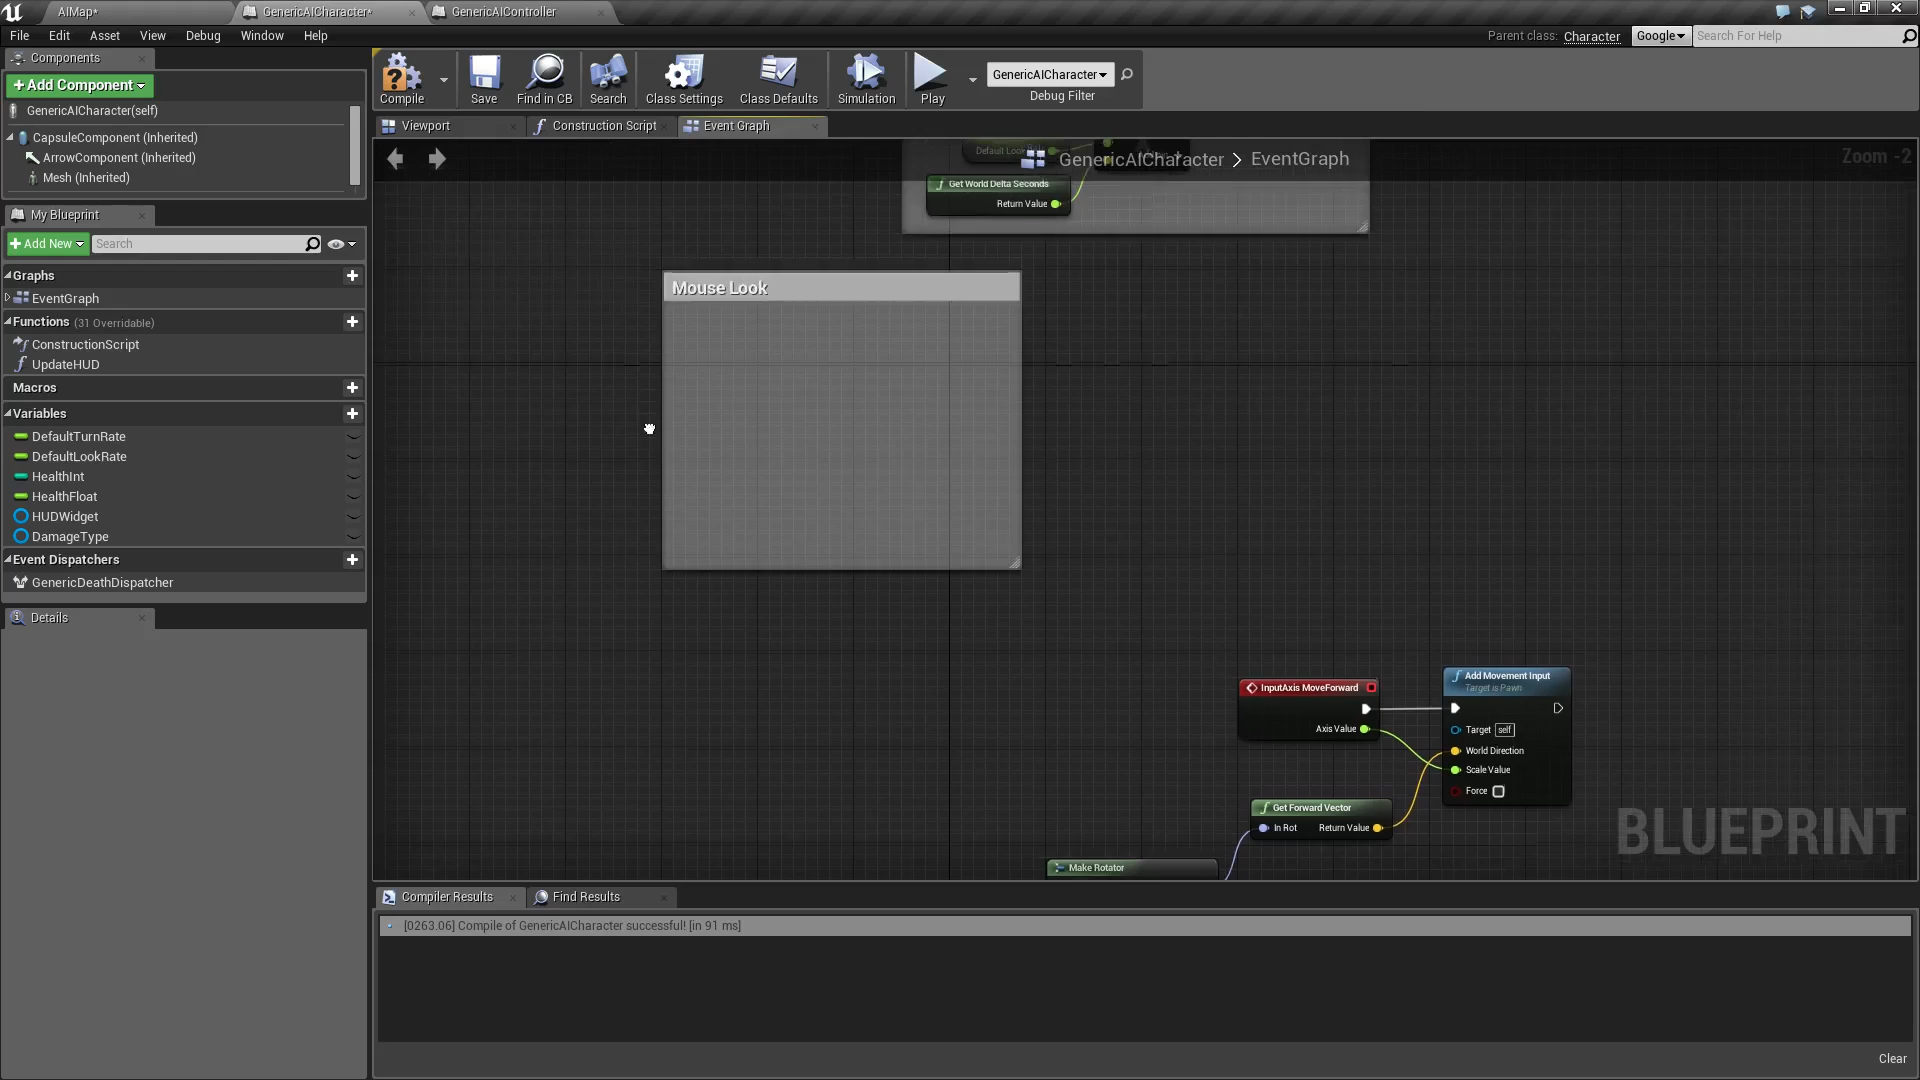 AIMap*
GenericAICharacter*
GenericAIController
File Edit Asset View Debug Window Help
Parent class: Character Google Search For Help
Components
+Add Component
GenericAICharacter(self)
CapsuleComponent (Inherited)
ArrowComponent (Inherited)
Mesh (Inherited)
My Blueprint
+Add New Search
Graphs
EventGraph
Functions (31 Overridable)
ConstructionScript
UpdateHUD
Macros
Variables
DefaultTurnRate
DefaultLookRate
HealthInt
HealthFloat
HUDWidget
DamageType
Event Dispatchers
GenericDeathDispatcher
Details
Compile Save Find in CB Search Class Settings Class Defaults Simulation Play
GenericAICharacter
Debug Filter
Viewport Construction Script Event Graph
GenericAICharacter > EventGraph
Zoom -2
Default Look
Get World Delta Seconds
Return Value
Mouse Look
InputAxis MoveForward
Axis Value
Add Movement Input
Target is Pawn
Target self
World Direction
Scale Value
Force
Get Forward Vector
In Rot Return Value
Make Rotator
BLUEPRINT
Compiler Results Find Results
[0263.06] Compile of GenericAICharacter successful! [in 91 ms]
Clear